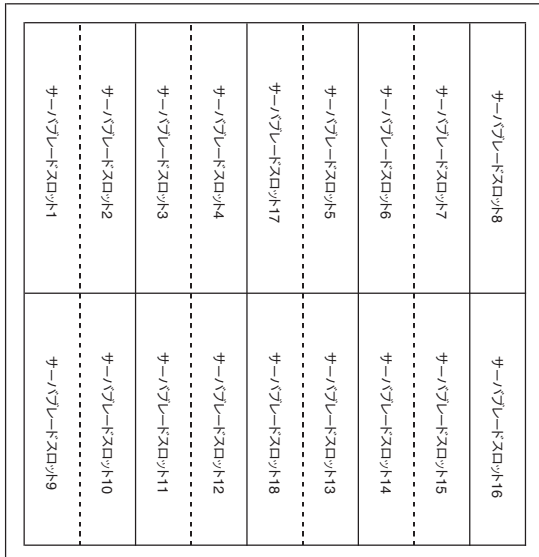 サーバブレードスロット1
サーバブレードスロット2
サーバブレードスロット3
サーバブレードスロット4
サーバブレードスロット17
サーバブレードスロット5
サーバブレードスロット6
サーバブレードスロット7
サーバブレードスロット8
サーバブレードスロット9
サーバブレードスロット10
サーバブレードスロット11
サーバブレードスロット12
サーバブレードスロット18
サーバブレードスロット13
サーバブレードスロット14
サーバブレードスロット15
サーバブレードスロット16